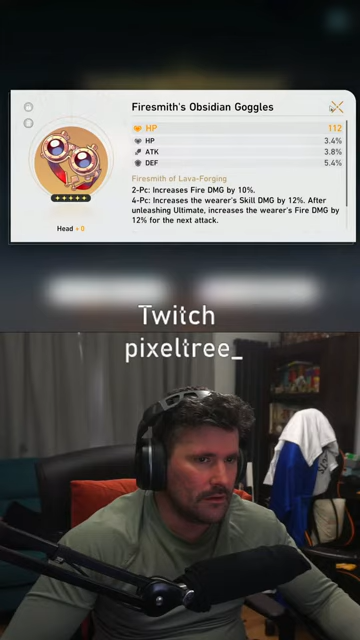 Firesmith's Obsidian Goggles
HP 112
HP 3.4%
ATK 3.8%
DEF 5.4%
Firesmith of Lava-Forging
2-Pc: Increases Fire DMG by 10%.
4-Pc: Increases the wearer's Skill DMG by 12%. After
unleashing Ultimate, increases the wearer's Fire DMG by
12% for the next attack.
Head +0
Twitch
pixeltree_